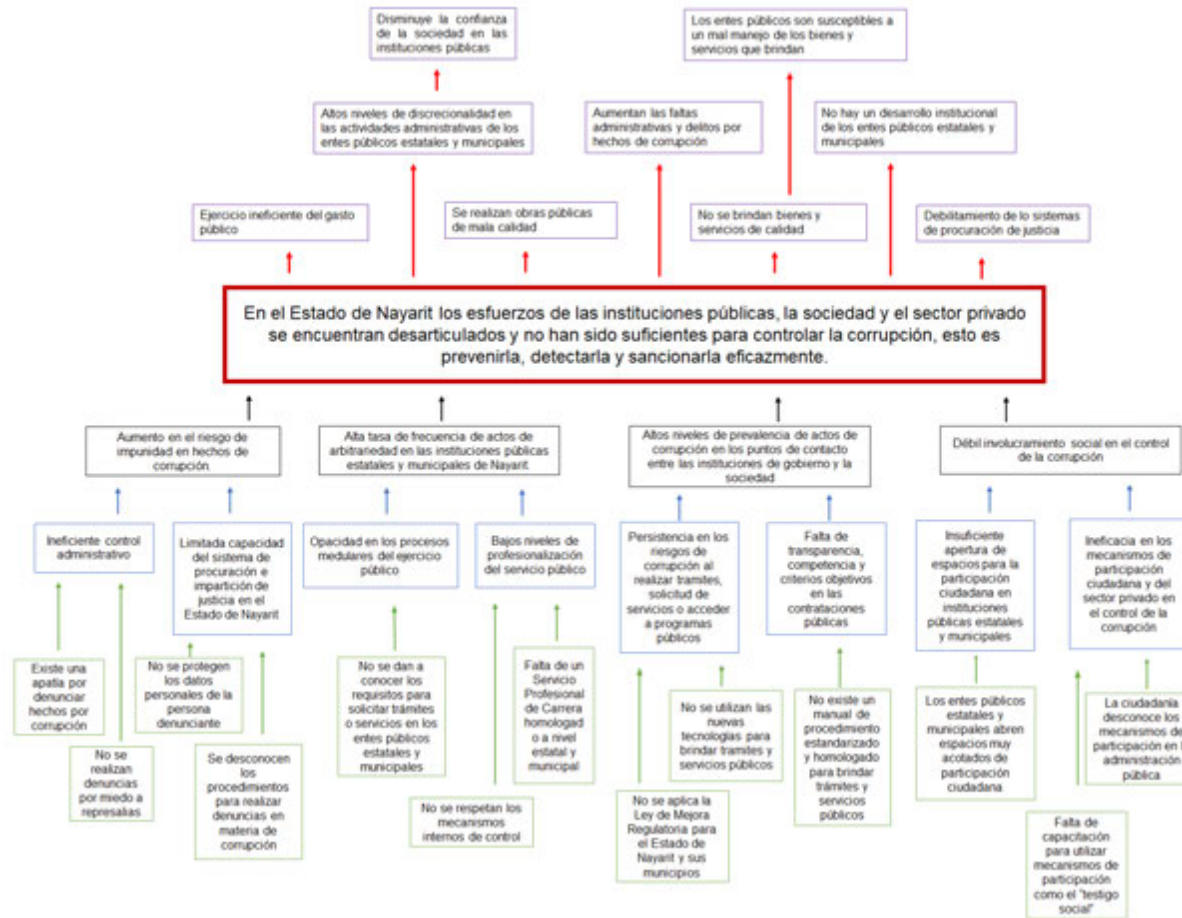 Disminuye la confianza
de la sociedad en las
instituciones públicas
Los entes públicos son susceptibles a
un mal manejo de los bienes y
servicios que brindan
Altos niveles de discrecionalidad en
las actividades administrativas de los
entes públicos estatales y municipales
Aumentan las faltas
administrativas y delitos por
hechos de corrupción
No hay un desarrollo institucional
de los entes públicos estatales y
municipales
Ejercicio ineficiente del gasto
público
Se realizan obras públicas
de mala calidad
No se brindan bienes y
servicios de calidad
Debilitamiento de lo sistemas
de procuración de justicia
En el Estado de Nayarit los esfuerzos de las instituciones públicas, la sociedad y el sector privado
se encuentran desarticulados y no han sido suficientes para controlar la corrupción, esto es
prevenirla, detectarla y sancionarla eficazmente.
Aumento en el riesgo de
impunidad en hechos de
corrupción.
Alta tasa de frecuencia de actos de
arbitrariedad en las instituciones públicas
estatales y municipales de Nayarit.
Altos niveles de prevalencia de actos de
corrupción en los puntos de contacto
entre las instituciones de gobierno y la
sociedad
Débil involucramiento social en el control
de la corrupción
Ineficiente control
administrativo
Limitada capacidad
del sistema de
procuración e
impartición de
justicia en el
Estado de Nayarit
Opacidad en los procesos
medulares del ejercicio
público
Bajos niveles de
profesionalización
del servicio público
Persistencia en los
riesgos de
corrupción al
realizar tramites,
solicitud de
servicios o acceder
a programas
públicos
Falta de
transparencia,
competencia y
criterios objetivos
en las
contrataciones
públicas
Insuficiente
apertura de
espacios para la
participación
ciudadana en
instituciones
públicas estatales
y municipales
Ineficacia en los
mecanismos de
participación
ciudadana y del
sector privado en
el control de la
corrupción
Existe una
apatía por
denunciar
hechos por
corrupción
No se
realizan
denuncias
por miedo a
represalias
No se protegen
los datos
personales de la
persona
denunciante
Se desconocen
los
procedimientos
para realizar
denuncias en
materia de
corrupción
No se dan a
conocer los
requisitos para
solicitar trámites
o servicios en los
entes públicos
estatales y
municipales
No se respetan los
mecanismos
internos de control
Falta de un
Servicio
Profesional
de Carrera
homologad
o a nivel
estatal y
municipal
No se aplica la
Ley de Mejora
Regulatoria para
el Estado de
Nayarit y sus
municipios
No se utilizan las
nuevas
tecnologías para
brindar tramites y
servicios públicos
No existe un
manual de
procedimiento
estandarizado
y homologado
para brindar
trámites y
servicios
públicos
Los entes públicos
estatales y
municipales abren
espacios muy
acotados de
participación
ciudadana
Falta de
capacitación
para utilizar
mecanismos de
participación
como el "testigo
social"
La ciudadanía
desconoce los
mecanismos de
participación en
administración
pública